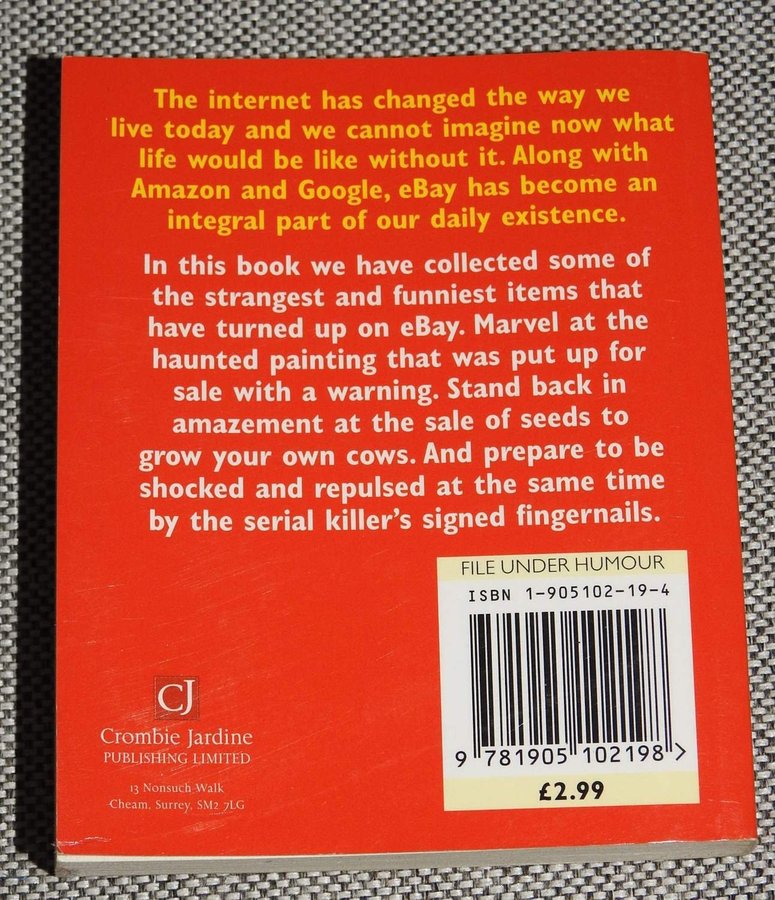 The internet has changed the way we
live today and we cannot imagine now what
life would be like without it. Along with
Amazon and Google, eBay has become an
integral part of our daily existence.
In this book we have collected some of
the strangest and funniest items that
have turned up on eBay. Marvel at the
haunted painting that was put up for
sale with a warning. Stand back in
amazement at the sale of seeds to
grow your own cows. And prepare to be
shocked and repulsed at the same time
by the serial killer's signed fingernails.
FILE UNDER HUMOUR
ISBN 1-905102-19-4
9 781905 102198 >
£2.99
CJ
Crombie Jardine
PUBLISHING LIMITED
13 Nonsuch Walk
Cheam, Surrey, SM2 7LG